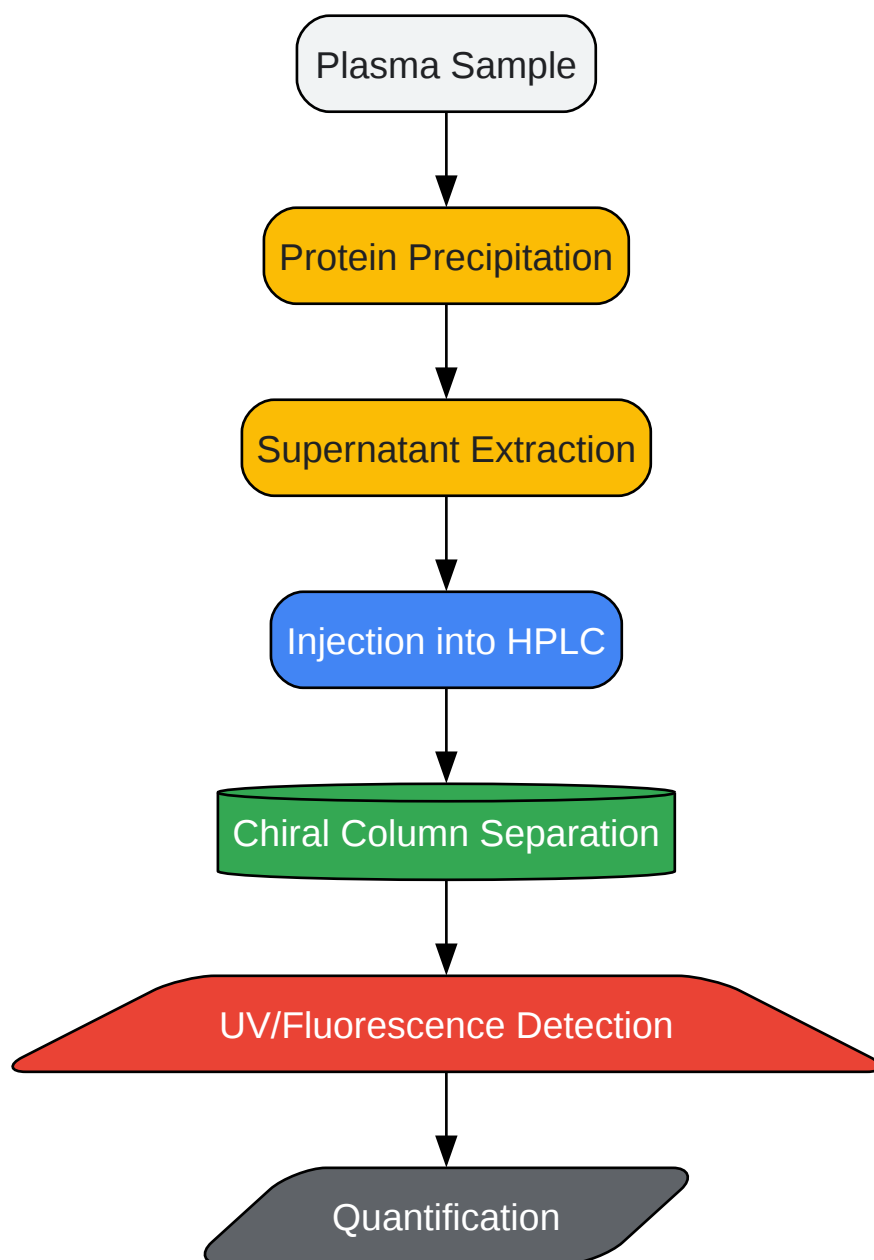 Plasma Sample
Protein Precipitation
Supernatant Extraction
Injection into HPLC
Chiral Column Separation
UV/Fluorescence Detection
Quantification